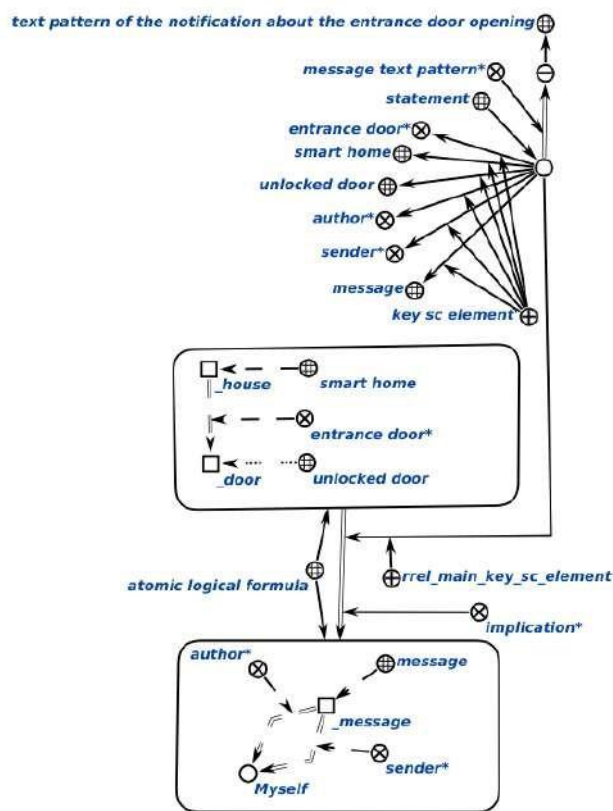 text pattern of the notification about the entrance door opening
message text pattern*
statement
entrance door*
smart home
unlocked door
author*
sender*
message
key sc element'
_house
smart home
entrance door*
_door
unlocked door
atomic logical formula
rrel_main_key_sc_element
implication*
author*
message
_message
sender*
Myself